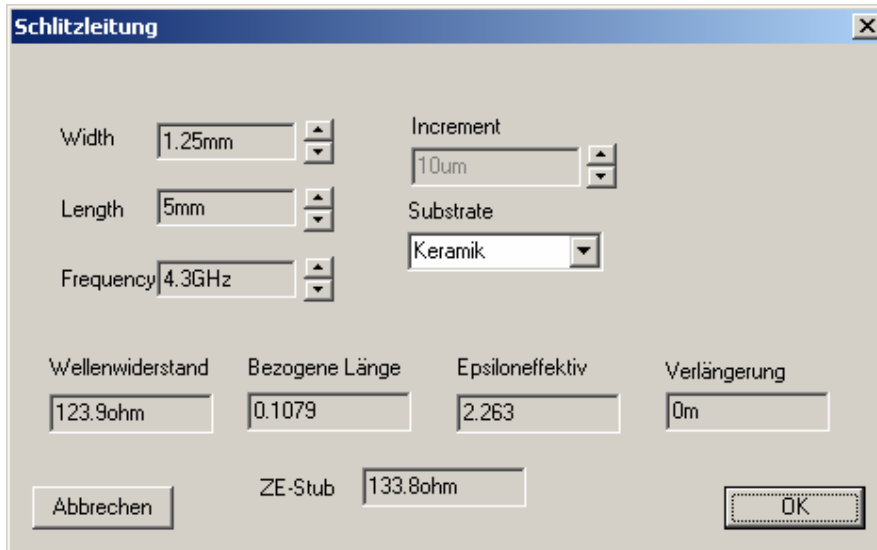 Schlitzleitung
Width 1.25mm
Increment
10um
Length 5mm
Substrate
Keramik
Frequency 4.3GHz
Wellenwiderstand Bezogene Länge Epsiloneffektiv Verlängerung
123.9ohm 0.1079 2.263 0m
ZE-Stub 133.8ohm
Abbrechen OK